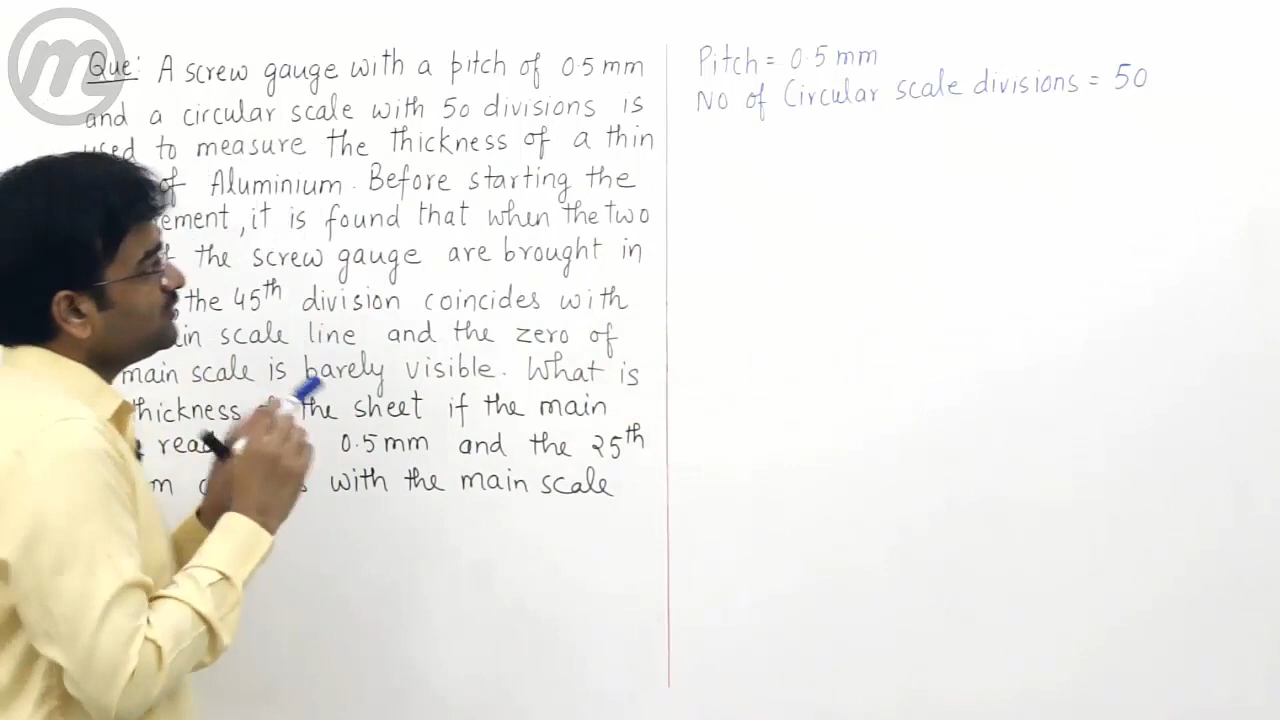 Que: A screw gauge with a pitch of 0.5 mm
and a circular scale with 50 divisions is
used to measure the thickness of a thin
of Aluminium. Before starting the
ement, it is found that when the two
the screw gauge are brought in
the 45th division coincides with
scale line and the zero of
main scale is barely visible. What is
thickness the sheet if the main
0.5 mm and the 25th
with the main scale
Pitch = 0.5 mm
No of Circular scale divisions = 50